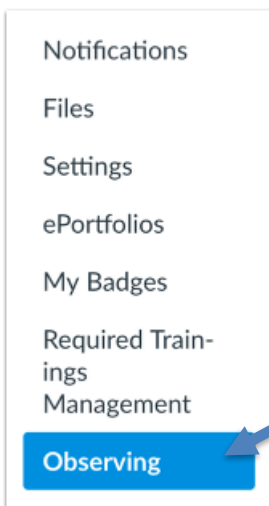 Notifications
Files
Settings
ePortfolios
My Badges
Required Train-
ings
Management
Observing